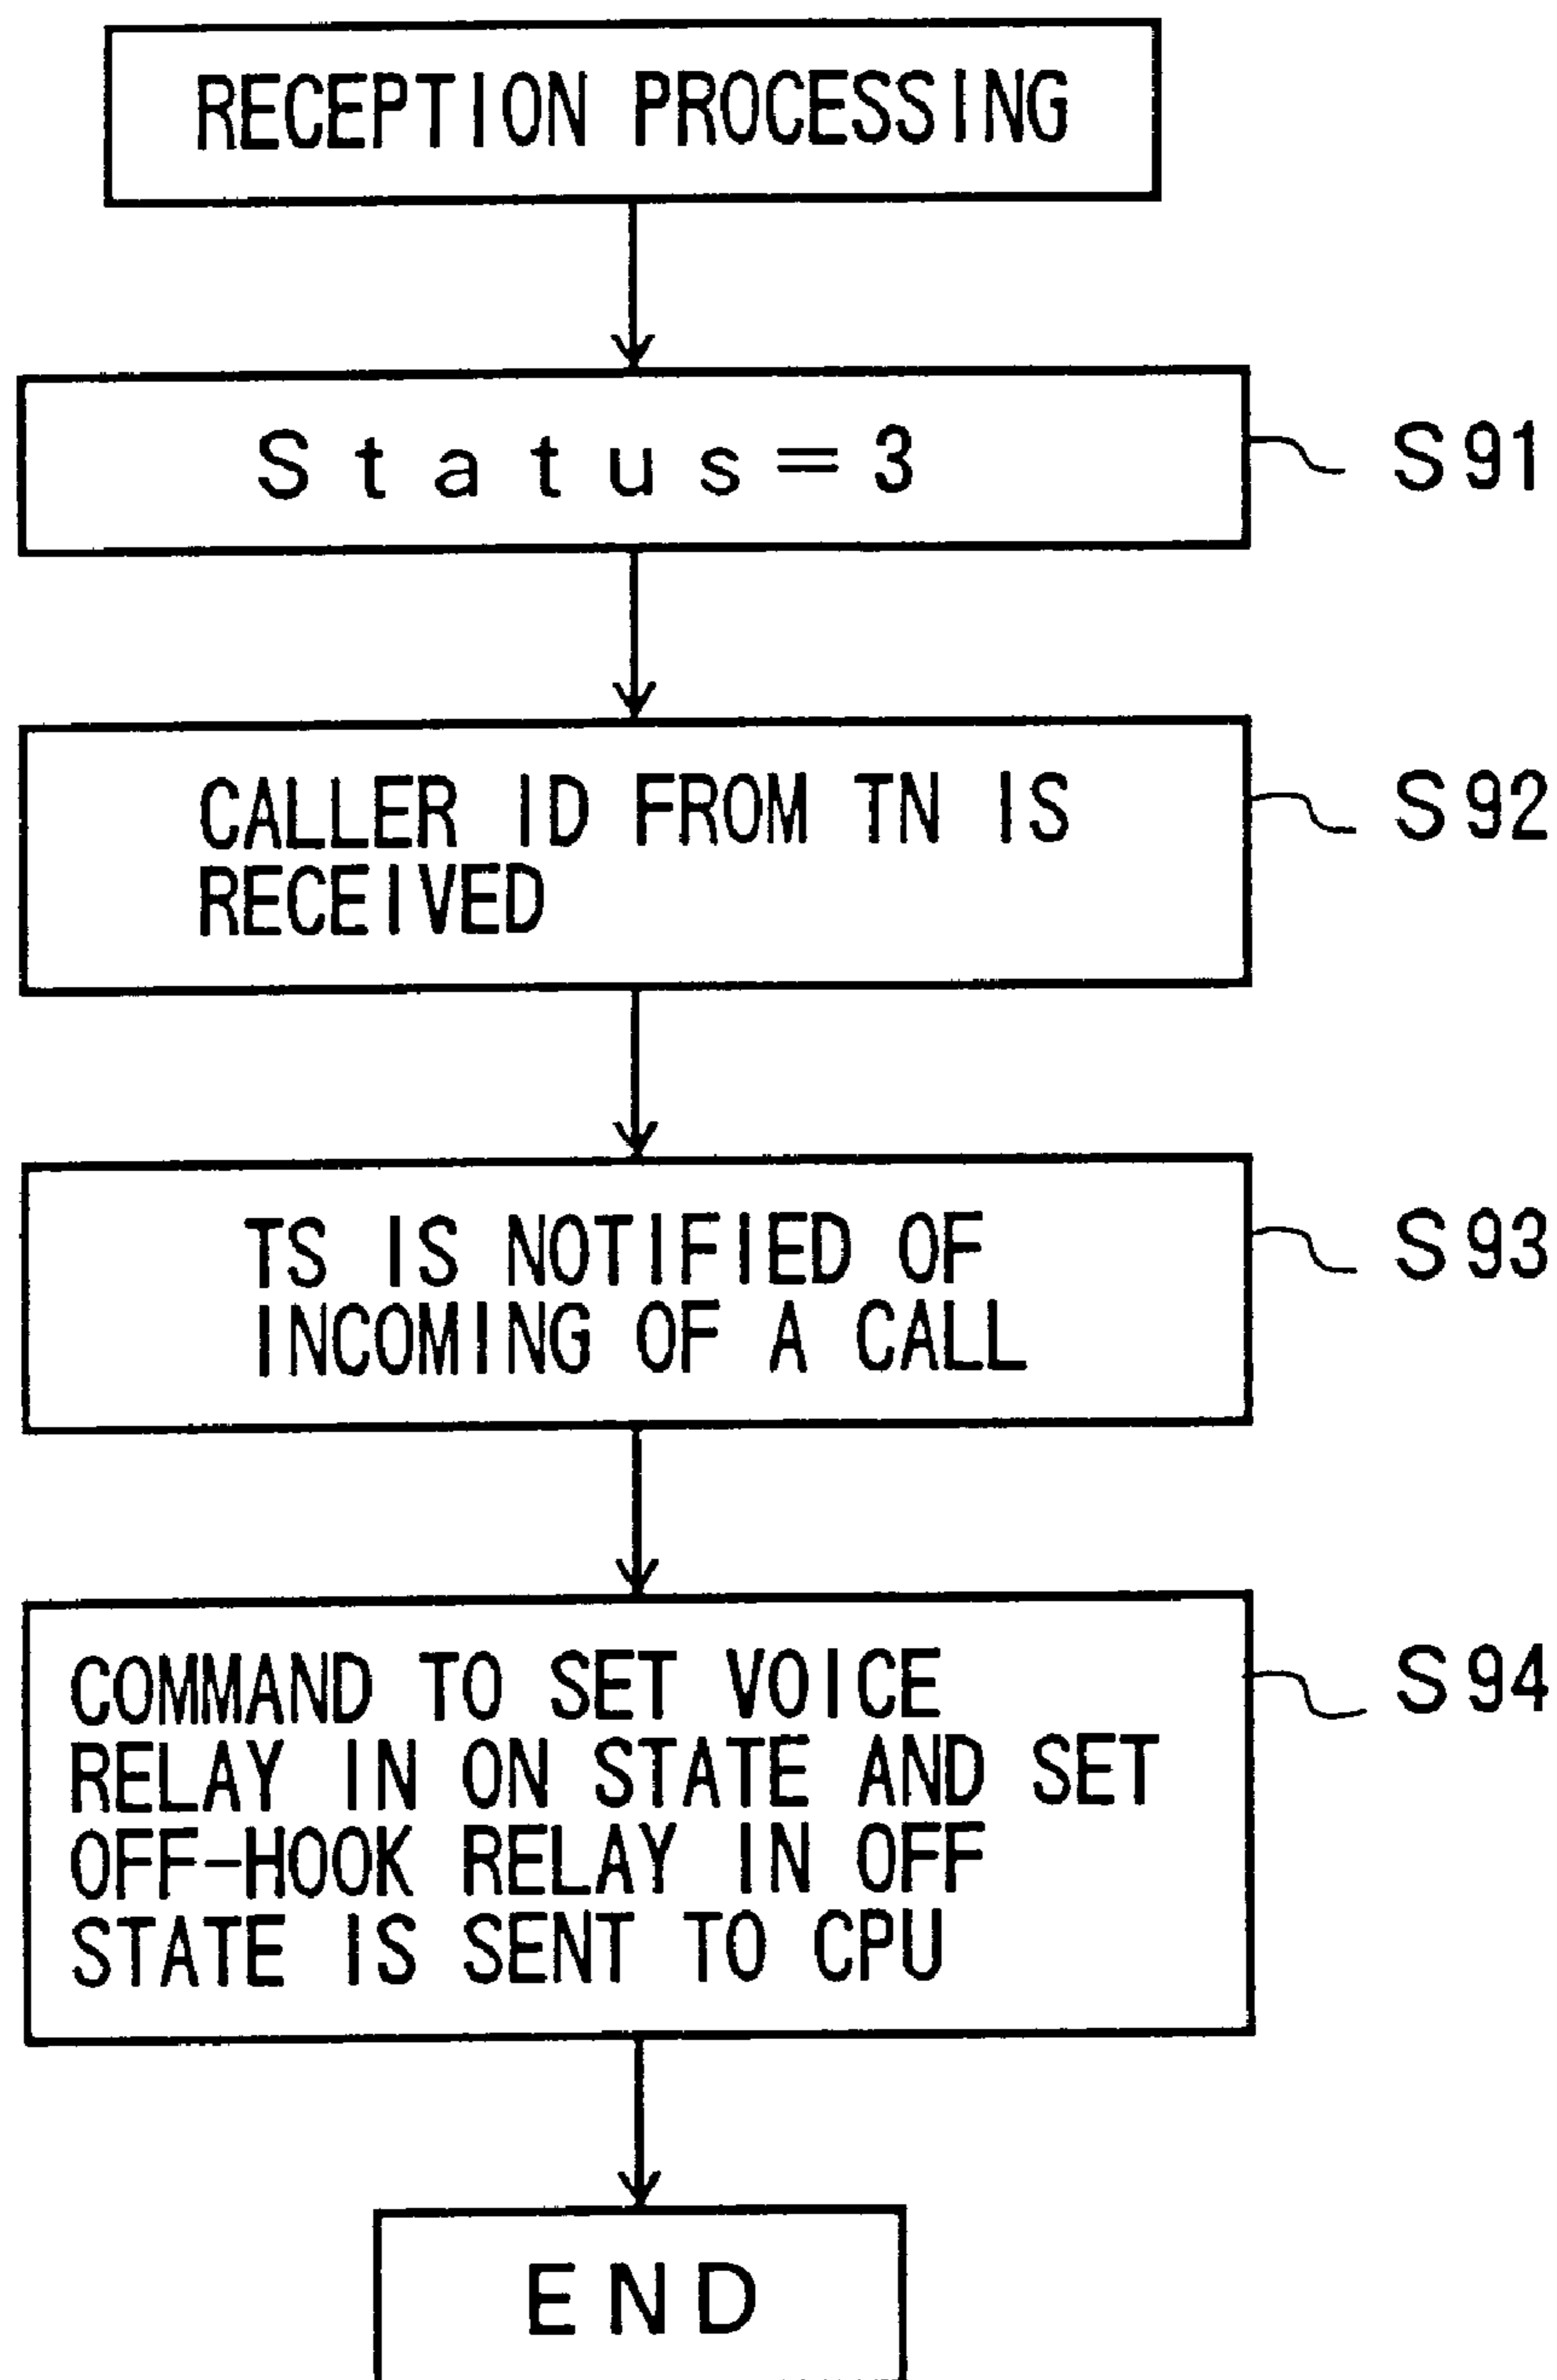 RECEPTION PROCESSING
Status=3
S91
CALLER ID FROM TN IS
RECEIVED
S92
TS IS NOTIFIED OF
INCOMING OF A CALL
S93
COMMAND TO SET VOICE
RELAY IN ON STATE AND SET
OFF-HOOK RELAY IN OFF
STATE IS SENT TO CPU
S94
END